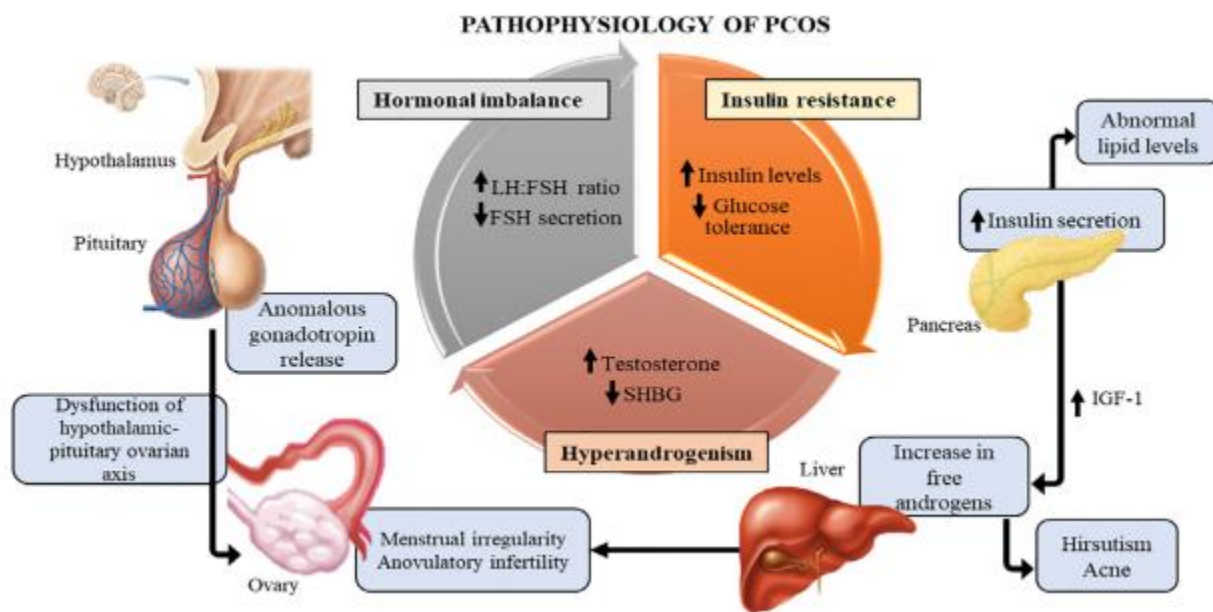 PATHOPHYSIOLOGY OF PCOS
Hormonal imbalance
Insulin resistance
Hypothalamus
Pituitary
Anomalous
gonadotropin
release
Dysfunction of
hypothalamic-
pituitary ovarian
axis
Ovary
↑ LH:FSH ratio
↓ FSH secretion
↑ Insulin levels
↓ Glucose
tolerance
↑ Testosterone
↓ SHBG
Hyperandrogenism
Abnormal
lipid levels
↑ Insulin secretion
Pancreas
↑ IGF-1
Liver
Increase in
free
androgens
Menstrual irregularity
Anovulatory infertility
Hirsutism
Acne